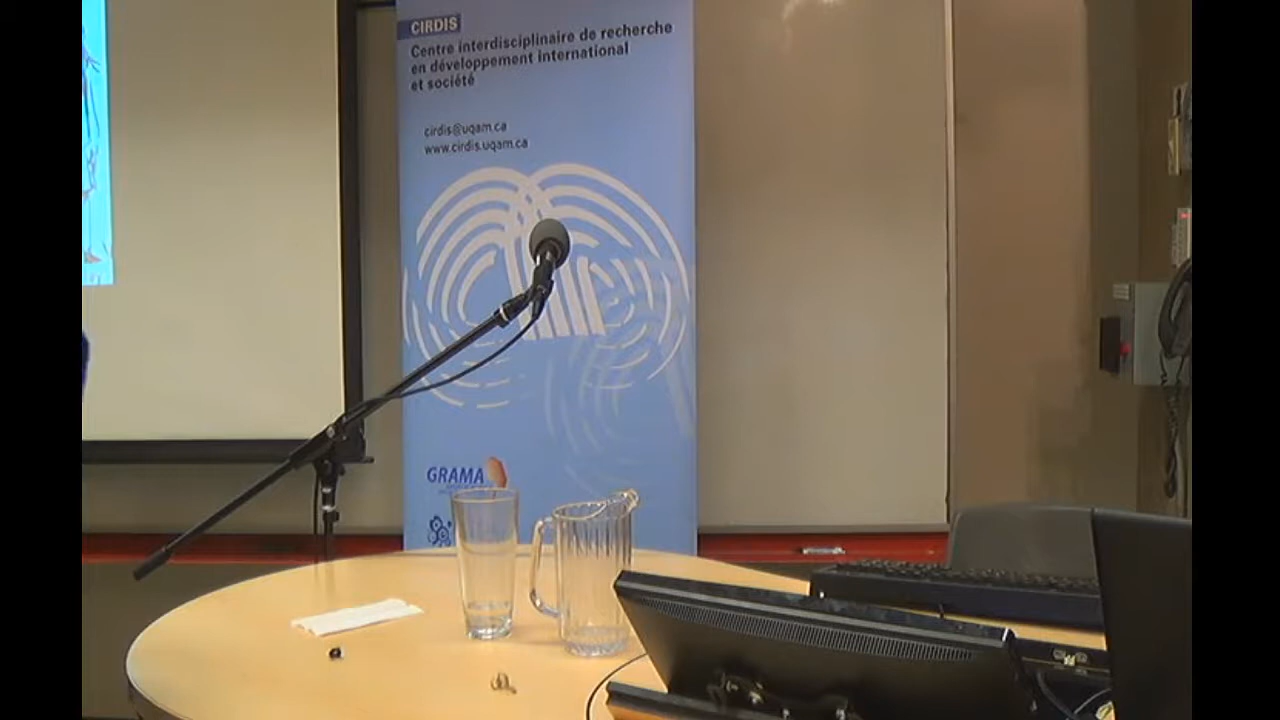 CIRDIS
Centre interdisciplinaire de recherche
en développement international
et société
cirdis@uqam.ca
www.cirdis.uqam.ca
GRAMA